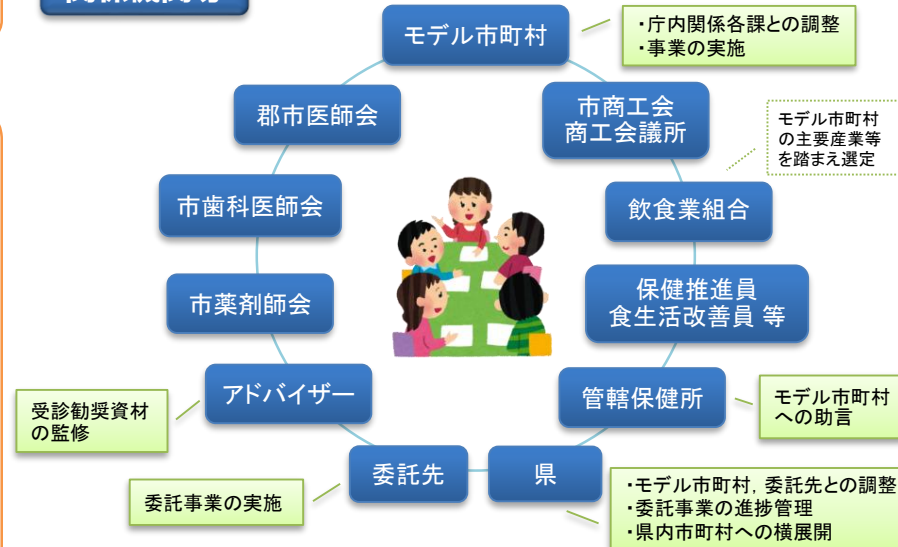 モデル市町村
・庁内関係各課との調整
・事業の実施
郡市医師会
市商工会
商工会議所
モデル市町村
の主要産業等
を踏まえ選定
市歯科医師会
飲食業組合
市薬剤師会
保健推進員
食生活改善員 等
アドバイザー
受診勧奨資材
の監修
管轄保健所
モデル市町村
への助言
委託先
委託事業の実施
県
・モデル市町村，委託先との調整
・委託事業の進捗管理
・県内市町村への横展開